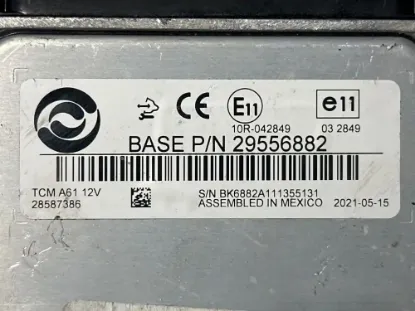 CE E11 e11
10R-042849 03 2849
BASE P/N 29556882
TCM A61 12V S/N BK6882A111355131
28587386 ASSEMBLED IN MEXICO 2021-05-15